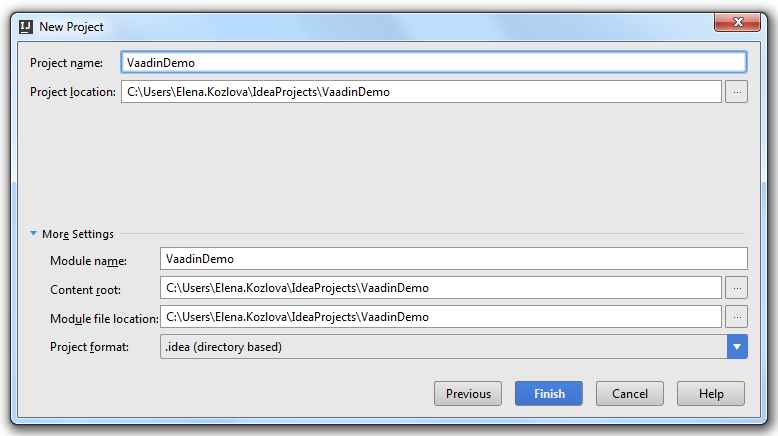 IJ New Project
Project name: VaadinDemo
Project location: C:\Users\Elena.Kozlova\IdeaProjects\VaadinDemo ...
More Settings
Module name: VaadinDemo
Content root: C:\Users\Elena.Kozlova\IdeaProjects\VaadinDemo ...
Module file location: C:\Users\Elena.Kozlova\IdeaProjects\VaadinDemo ...
Project format: .idea (directory based)
Previous Finish Cancel Help